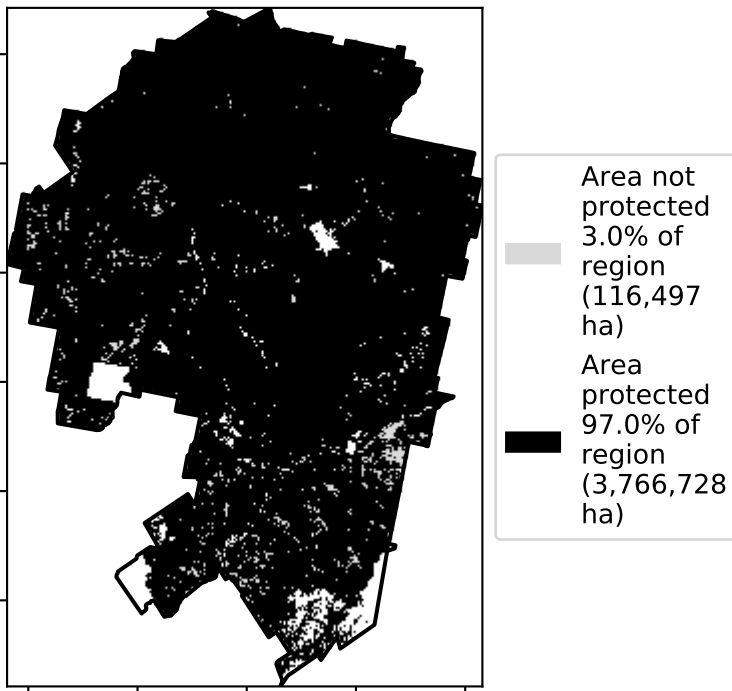 Area not
protected
3.0% of
region
(116,497
ha)
Area
protected
97.0% of
region
(3,766,728
ha)